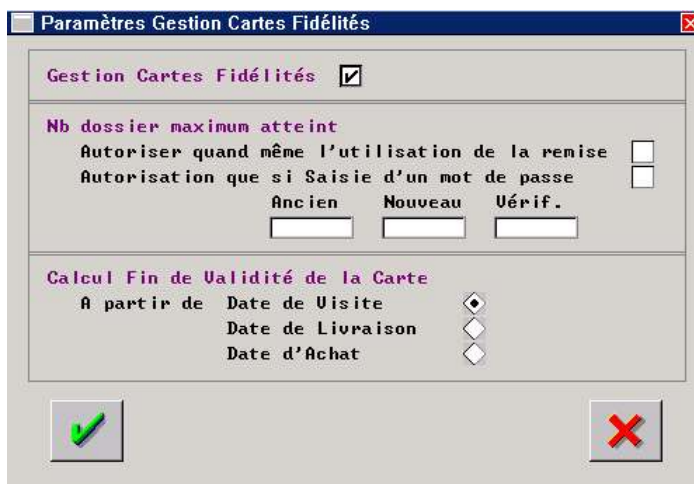 Paramètres Gestion Cartes Fidélités
Gestion Cartes Fidélités
Nb dossier maximum atteint
Autoriser quand même l'utilisation de la remise
Autorisation que si Saisie d'un mot de passe
Ancien Nouveau Vérif.
Calcul Fin de Validité de la Carte
A partir de Date de Visite
Date de Livraison
Date d'Achat